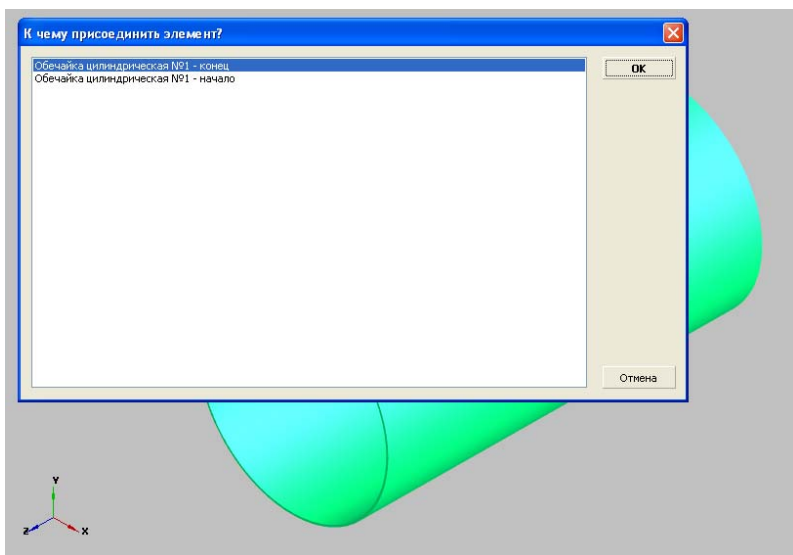 К чему присоединить элемент?
Обечайка цилиндрическая №1 - конец
Обечайка цилиндрическая №1 - начало
OK
Отмена
Y
Z
X